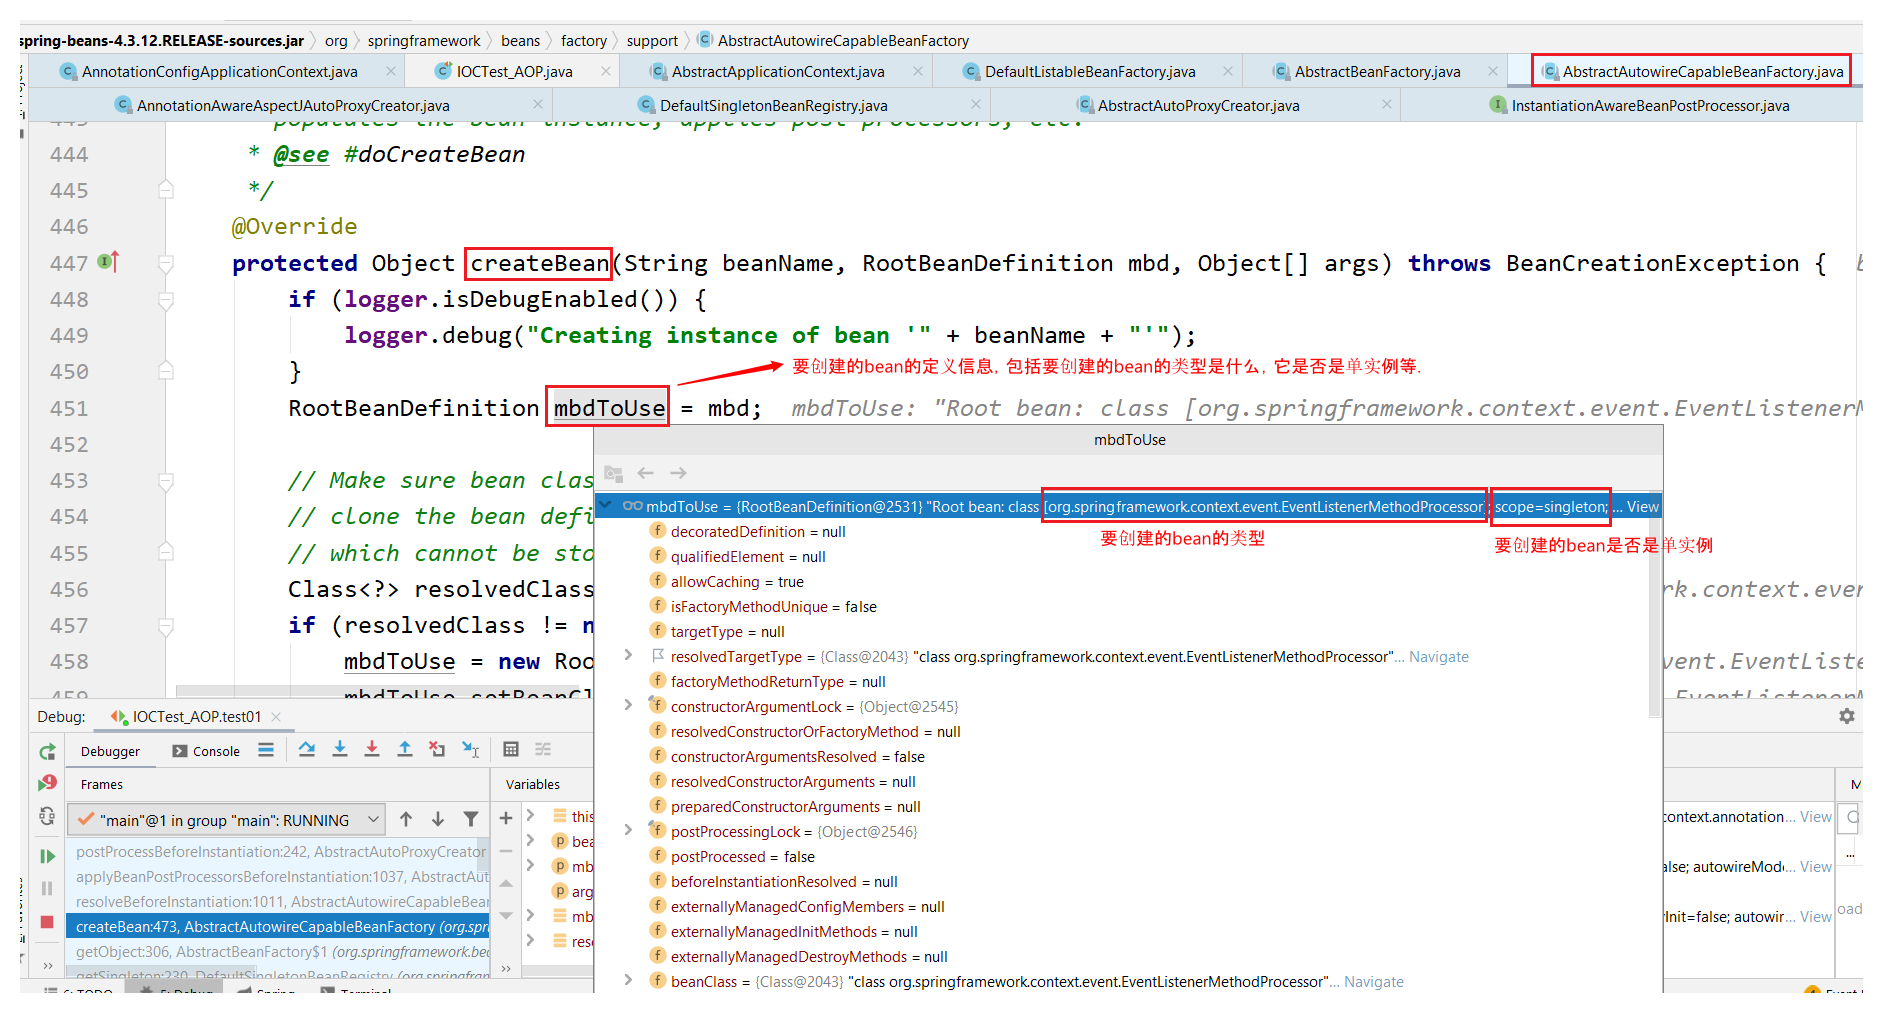 spring-beans-4.3.12.RELEASE-sources.jar org springframework beans factory support AbstractAutowireCapableBeanFactory
AnnotationConfigApplicationContext.java IOCTest_AOP.java AbstractApplicationContext.java DefaultListableBeanFactory.java AbstractBeanFactory.java AbstractAutowireCapableBeanFactory.java
AnnotationAwareAspectJAutoProxyCreator.java DefaultSingletonBeanRegistry.java AbstractAutoProxyCreator.java InstantiationAwareBeanPostProcessor.java
443 populates the bean instance, applies post-processors, etc.
444 * @see #doCreateBean
445 */
446 @Override
447 protected Object createBean(String beanName, RootBeanDefinition mbd, Object[] args) throws BeanCreationException {
448 if (logger.isDebugEnabled()) {
449 logger.debug("Creating instance of bean '" + beanName + "'");
450 }
要创建的bean的定义信息, 包括要创建的bean的类型是什么, 它是否是单实例等.
451 RootBeanDefinition mbdToUse = mbd; mbdToUse: "Root bean: class [org.springframework.context.event.EventListenerM
452
453 // Make sure bean clas
454 // clone the bean defi
455 // which cannot be sto
456 Class<?> resolvedClass rk.context.ever
457 if (resolvedClass != n
458 mbdToUse = new Roo vent.EventListe
459 mbdToUse.setBeanCl EventListenerM
mbdToUse
mbdToUse = {RootBeanDefinition@2531} "Root bean: class [org.springframework.context.event.EventListenerMethodProcessor]; scope=singleton; ... View
要创建的bean的类型
要创建的bean是否是单实例
decoratedDefinition = null
qualifiedElement = null
allowCaching = true
isFactoryMethodUnique = false
targetType = null
resolvedTargetType = {Class@2043} "class org.springframework.context.event.EventListenerMethodProcessor"... Navigate
factoryMethodReturnType = null
constructorArgumentLock = {Object@2545}
resolvedConstructorOrFactoryMethod = null
constructorArgumentsResolved = false
resolvedConstructorArguments = null
preparedConstructorArguments = null
postProcessingLock = {Object@2546}
postProcessed = false
beforeInstantiationResolved = null
externallyManagedConfigMembers = null
externallyManagedInitMethods = null
externallyManagedDestroyMethods = null
beanClass = {Class@2043} "class org.springframework.context.event.EventListenerMethodProcessor"... Navigate
Debug: IOCTest_AOP.test01
Debugger Console
Frames Variables
"main"@1 in group "main": RUNNING
postProcessBeforeInstantiation:242, AbstractAutoProxyCreator
applyBeanPostProcessorsBeforeInstantiation:1037, AbstractAut
resolveBeforeInstantiation:1011, AbstractAutowireCapableBear
createBean:473, AbstractAutowireCapableBeanFactory (org.spri
getObject:306, AbstractBeanFactory$1 (org.springframework.be
getSingleton:230, DefaultSingletonBeanRegistry (org.springfran
this
bea
mb
arg
mb
res
context.annotation... View
alse; autowireMod... View
rInit=false; autowir... View
oad
6: TODO 5: Debug Spring Terminal